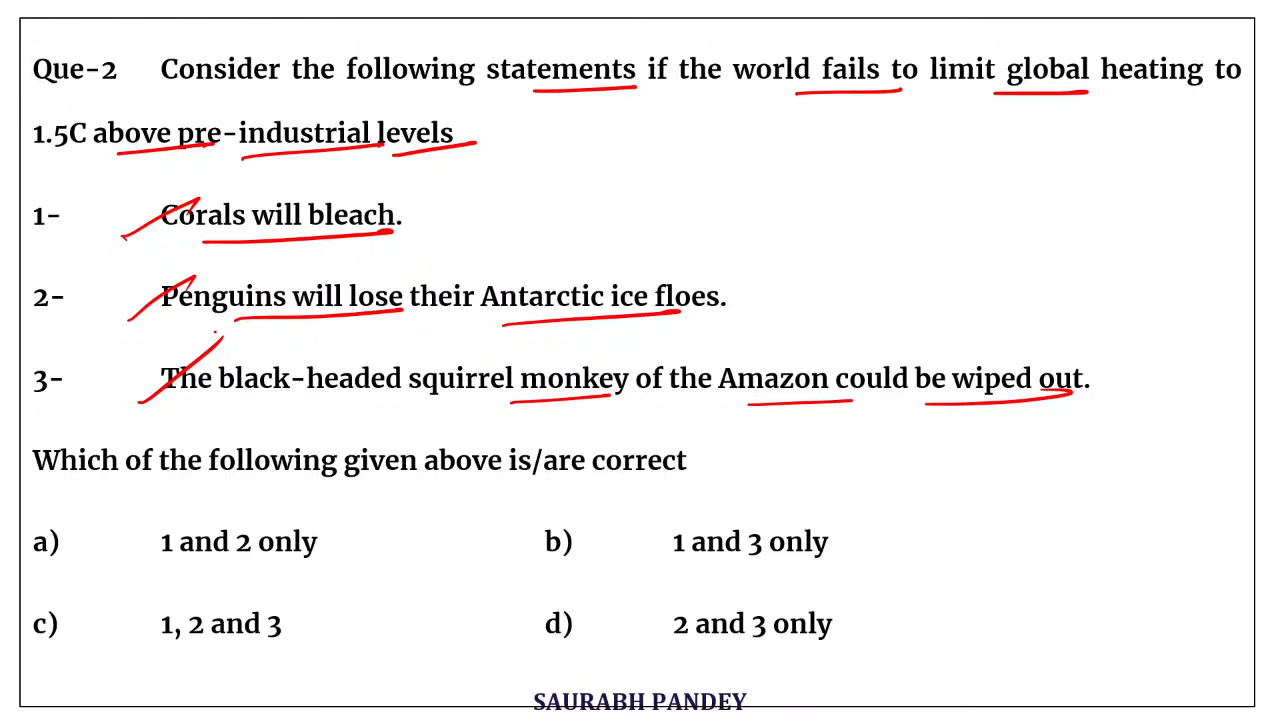 Que-2 Consider the following statements if the world fails to limit global heating to
1.5C above pre-industrial levels
1- Corals will bleach.
2- Penguins will lose their Antarctic ice floes.
3- The black-headed squirrel monkey of the Amazon could be wiped out.
Which of the following given above is/are correct
a) 1 and 2 only b) 1 and 3 only
c) 1, 2 and 3 d) 2 and 3 only
SAURABH PANDEY